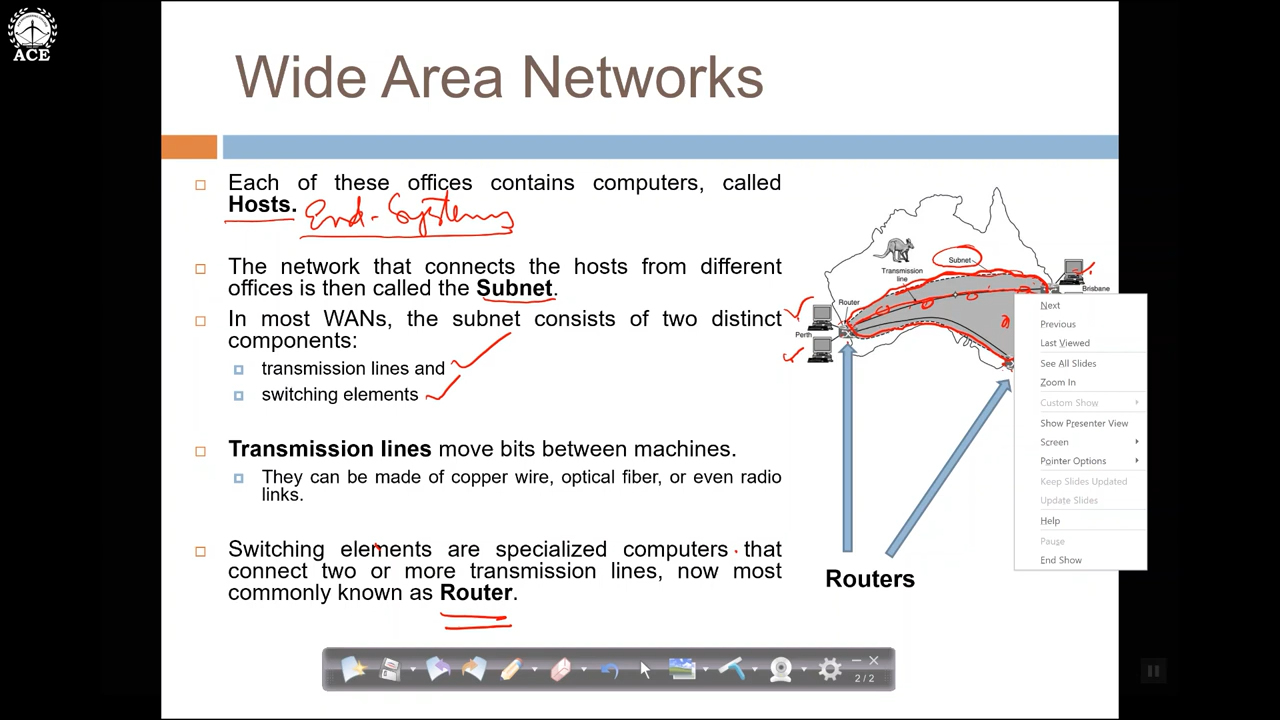 ACE
Wide Area Networks
Each of these offices contains computers, called
Hosts. End-Systems
The network that connects the hosts from different
offices is then called the Subnet.
In most WANs, the subnet consists of two distinct
components:
transmission lines and
switching elements
Transmission lines move bits between machines.
They can be made of copper wire, optical fiber, or even radio
links.
Switching elements are specialized computers that
connect two or more transmission lines, now most
commonly known as Router.
Subnet
Transmission
line
Router
Brisbane
Perth
Routers
Next
Previous
Last Viewed
See All Slides
Zoom In
Custom Show
Show Presenter View
Screen
Pointer Options
Keep Slides Updated
Update Slides
Help
Pause
End Show
2 / 2